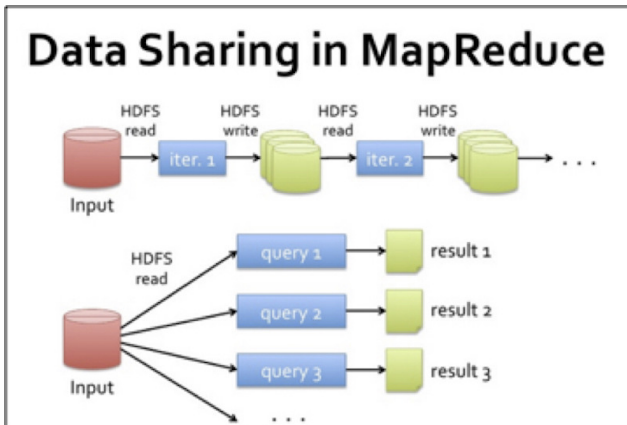 Data Sharing in MapReduce
HDFS read
HDFS write
HDFS read
HDFS write
iter. 1
iter. 2
. . .
Input
HDFS read
query 1
result 1
query 2
result 2
query 3
result 3
Input
. . .